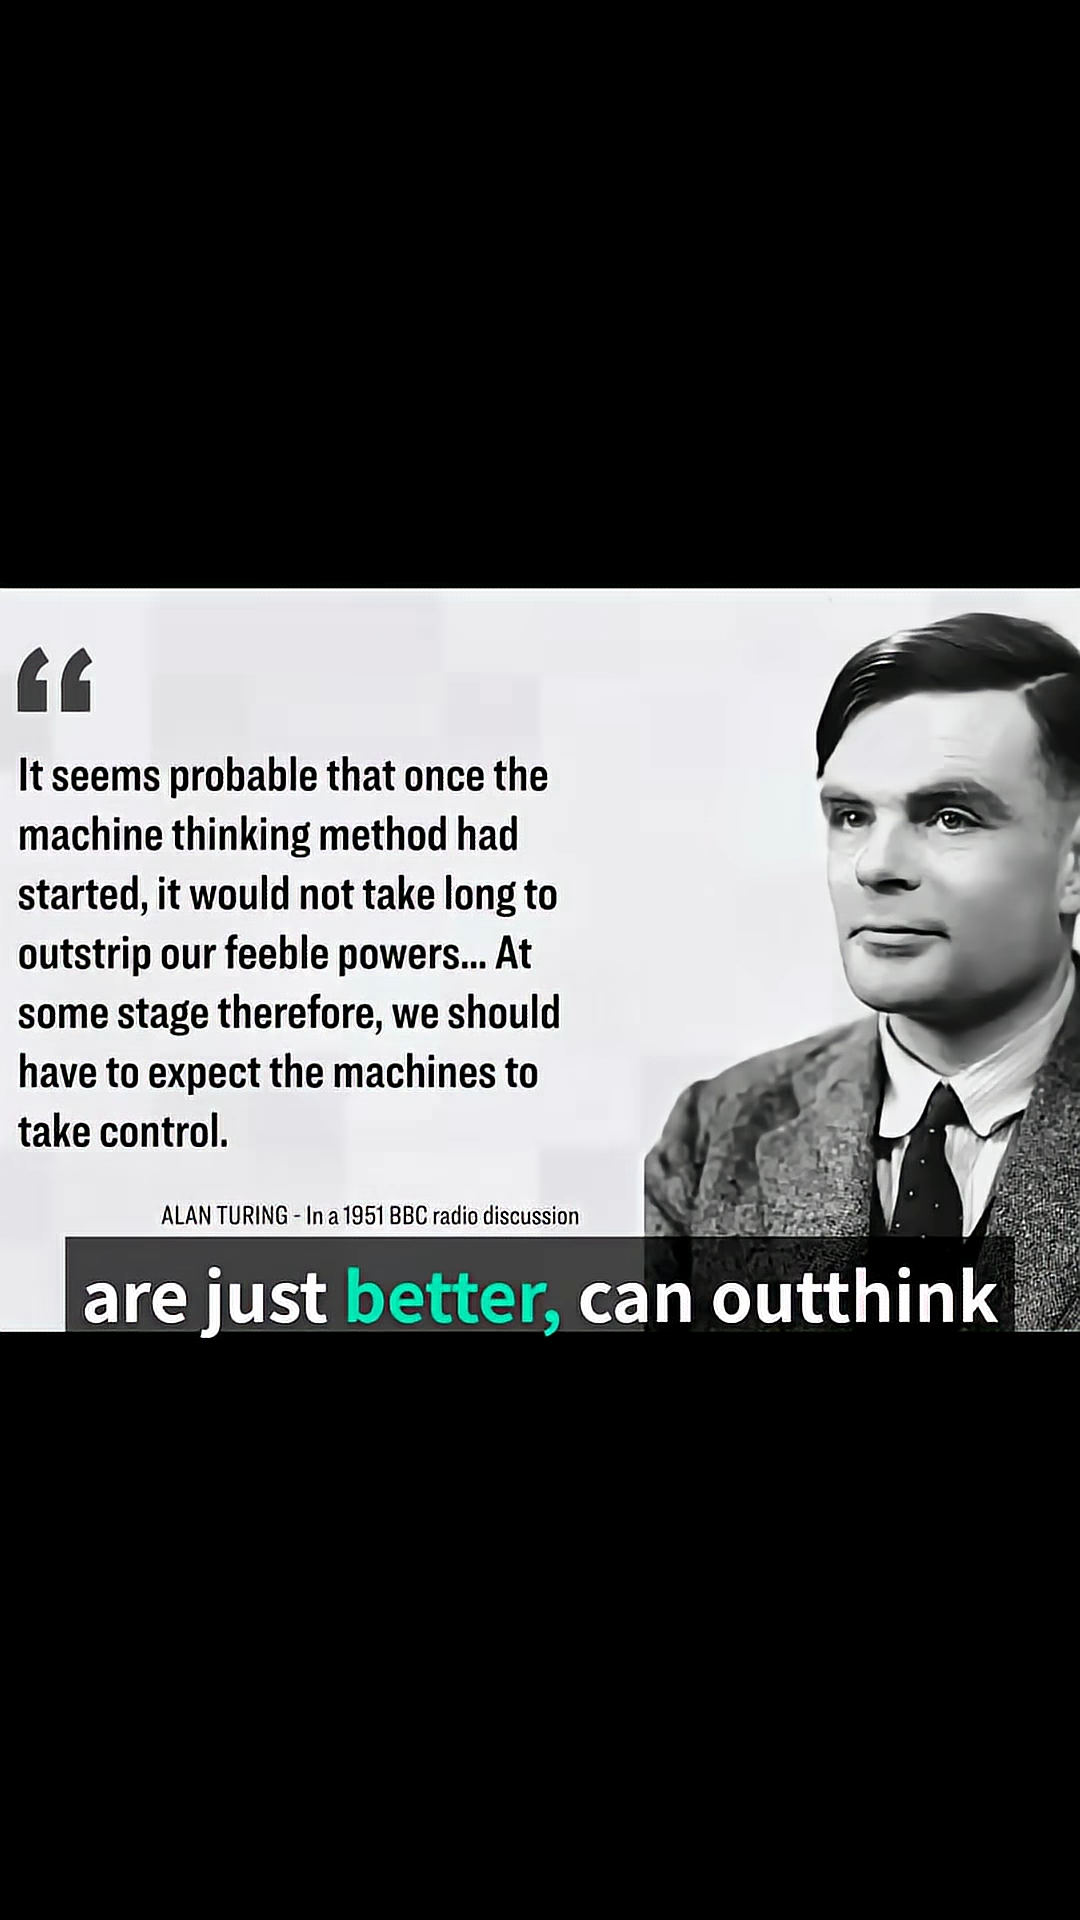 “
It seems probable that once the
machine thinking method had
started, it would not take long to
outstrip our feeble powers... At
some stage therefore, we should
have to expect the machines to
take control.
ALAN TURING - In a 1951 BBC radio discussion
are just better, can outthink